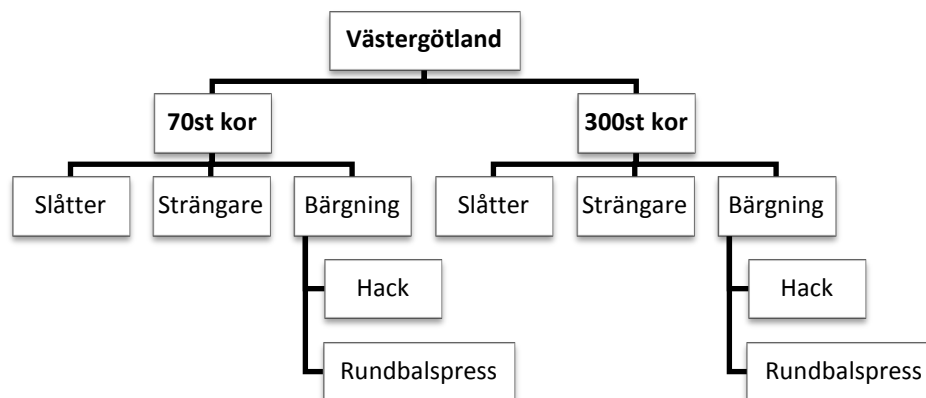 Västergötland
70st kor
300st kor
Slåtter
Strängare
Bärgning
Slåtter
Strängare
Bärgning
Hack
Hack
Rundbalspress
Rundbalspress